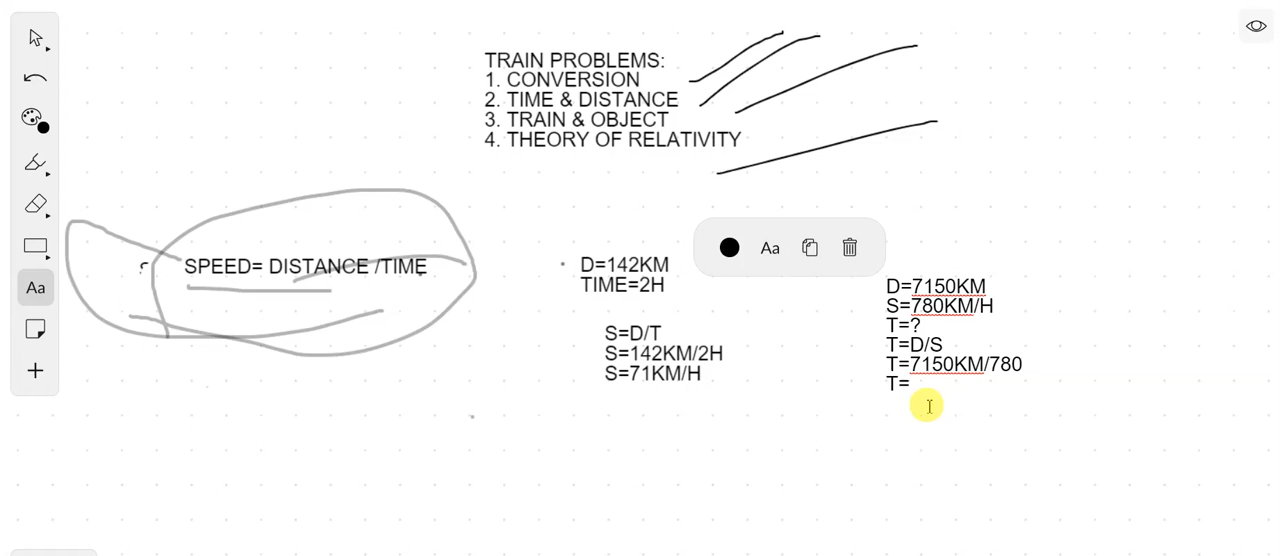 TRAIN PROBLEMS:
1. CONVERSION
2. TIME & DISTANCE
3. TRAIN & OBJECT
4. THEORY OF RELATIVITY
SPEED= DISTANCE /TIME
D=142KM
TIME=2H
S=D/T
S=142KM/2H
S=71KM/H
Aa
D=7150KM
S=780KM/H
T=?
T=D/S
T=7150KM/780
T=
Aa